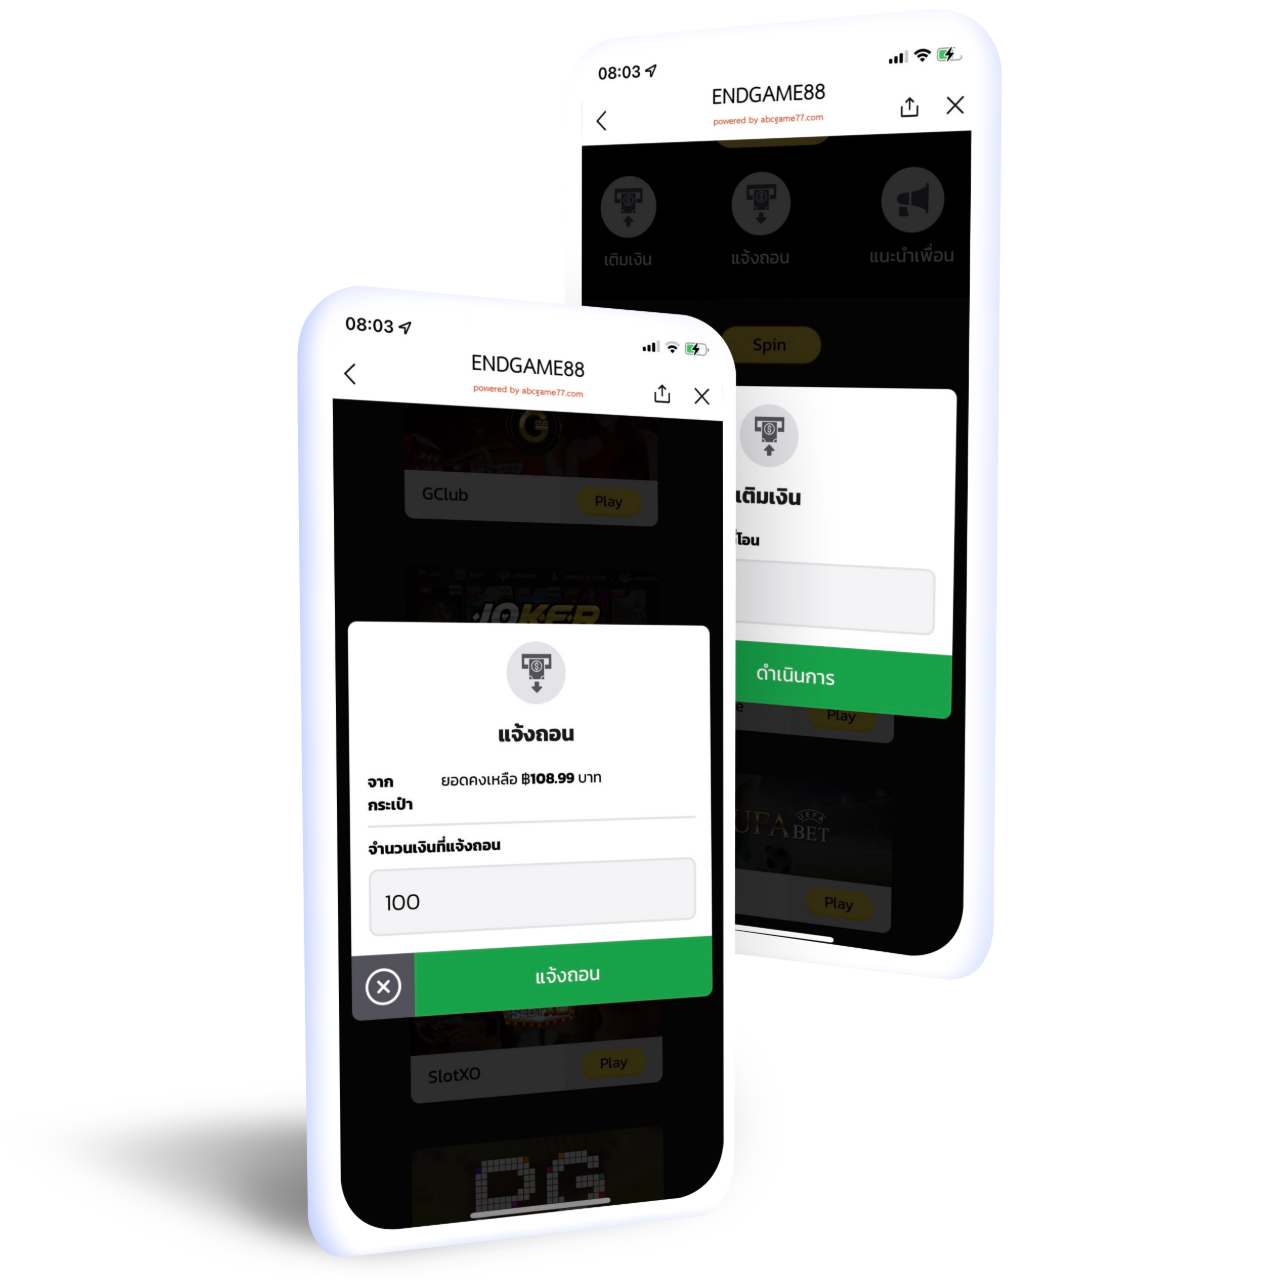 08:03
ENDGAME88
powered by abcgame77.com
เติมเงิน
แจ้งถอน
แนะนำเพื่อน
Spin
เติมเงิน
โอน
ดำเนินการ
Play
UEFA
UFABET
Play
08:03
ENDGAME88
powered by abcgame77.com
G
GClub
Play
JOKER
แจ้งถอน
จาก
กระเป๋า
ยอดคงเหลือ ฿108.99 บาท
จำนวนเงินที่แจ้งถอน
100
แจ้งถอน
SlotXO
Play
PG